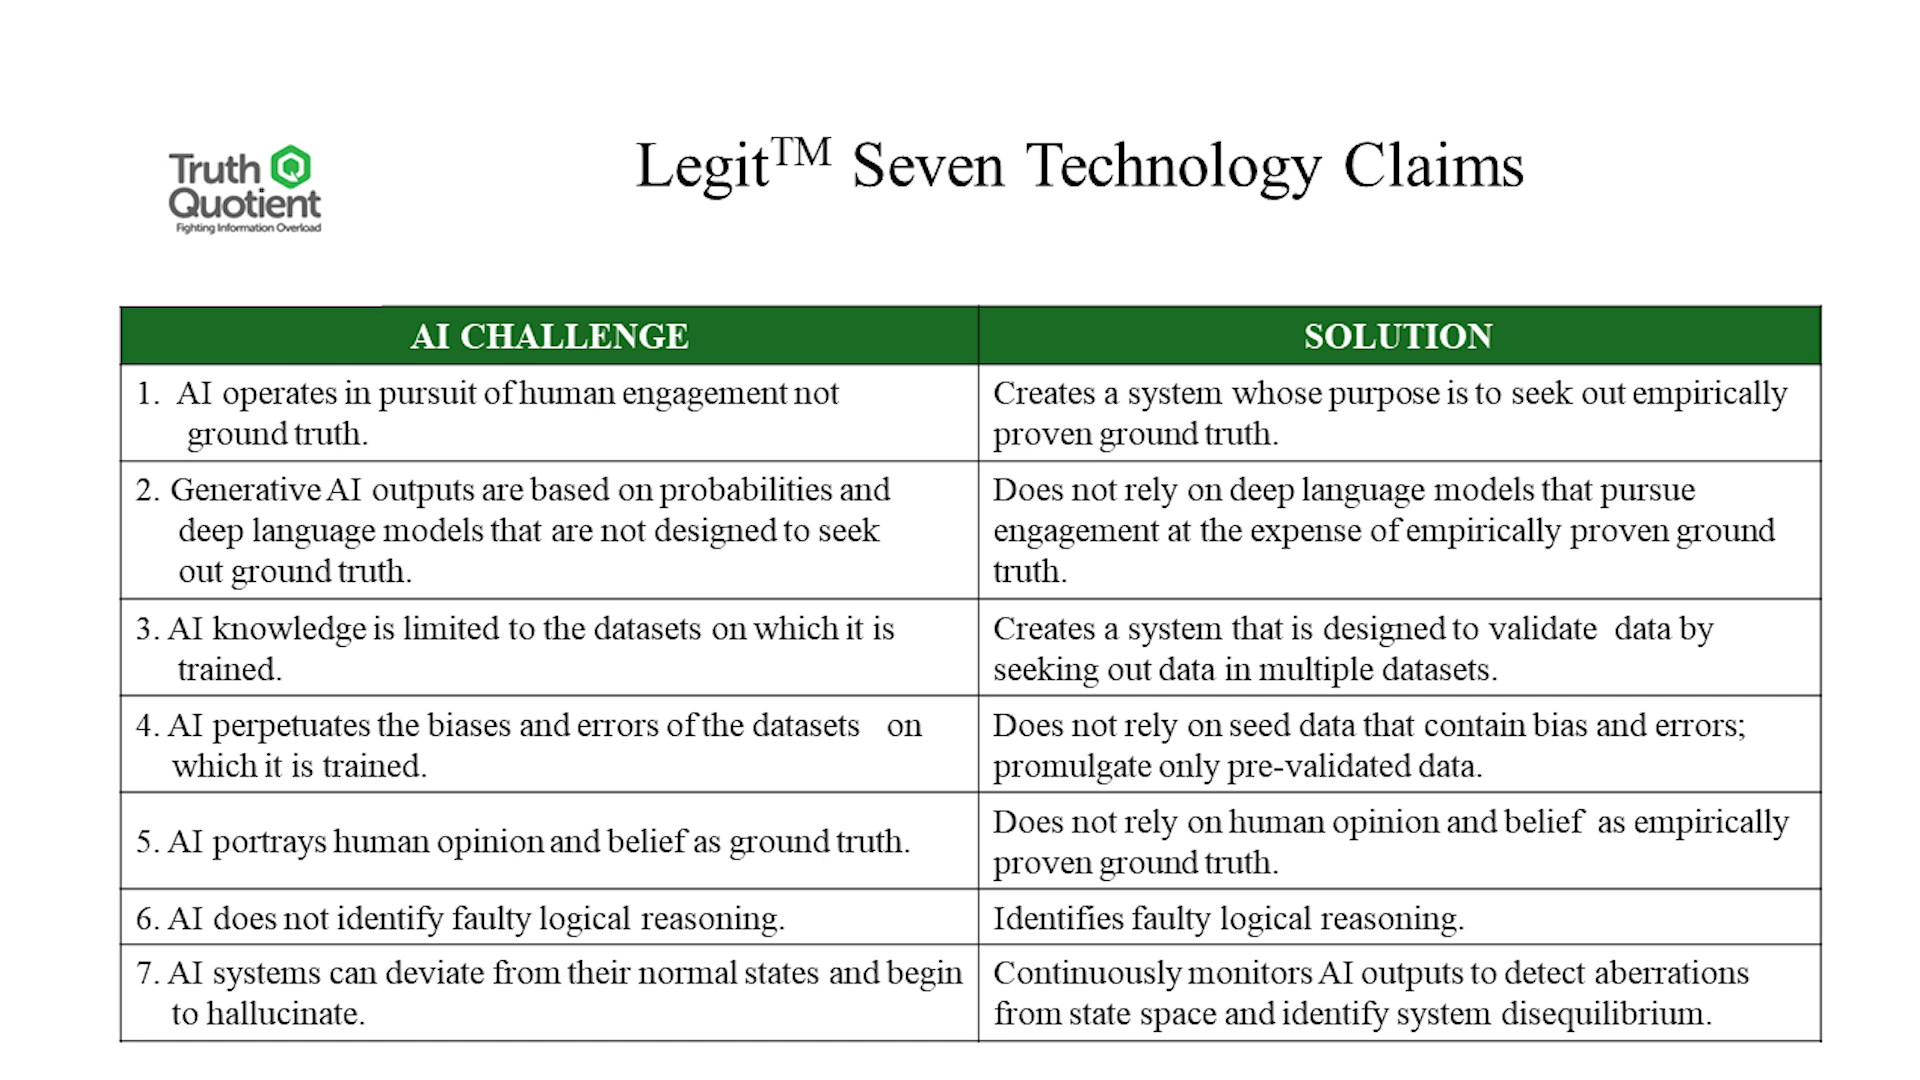 Truth
Quotient
Fighting Information Overload
Legit™ Seven Technology Claims
AI CHALLENGE
SOLUTION
1. AI operates in pursuit of human engagement not
ground truth.
Creates a system whose purpose is to seek out empirically
proven ground truth.
2. Generative AI outputs are based on probabilities and
deep language models that are not designed to seek
out ground truth.
Does not rely on deep language models that pursue
engagement at the expense of empirically proven ground
truth.
3. AI knowledge is limited to the datasets on which it is
trained.
Creates a system that is designed to validate data by
seeking out data in multiple datasets.
4. AI perpetuates the biases and errors of the datasets on
which it is trained.
Does not rely on seed data that contain bias and errors;
promulgate only pre-validated data.
5. AI portrays human opinion and belief as ground truth.
Does not rely on human opinion and belief as empirically
proven ground truth.
6. AI does not identify faulty logical reasoning.
Identifies faulty logical reasoning.
7. AI systems can deviate from their normal states and begin
to hallucinate.
Continuously monitors AI outputs to detect aberrations
from state space and identify system disequilibrium.